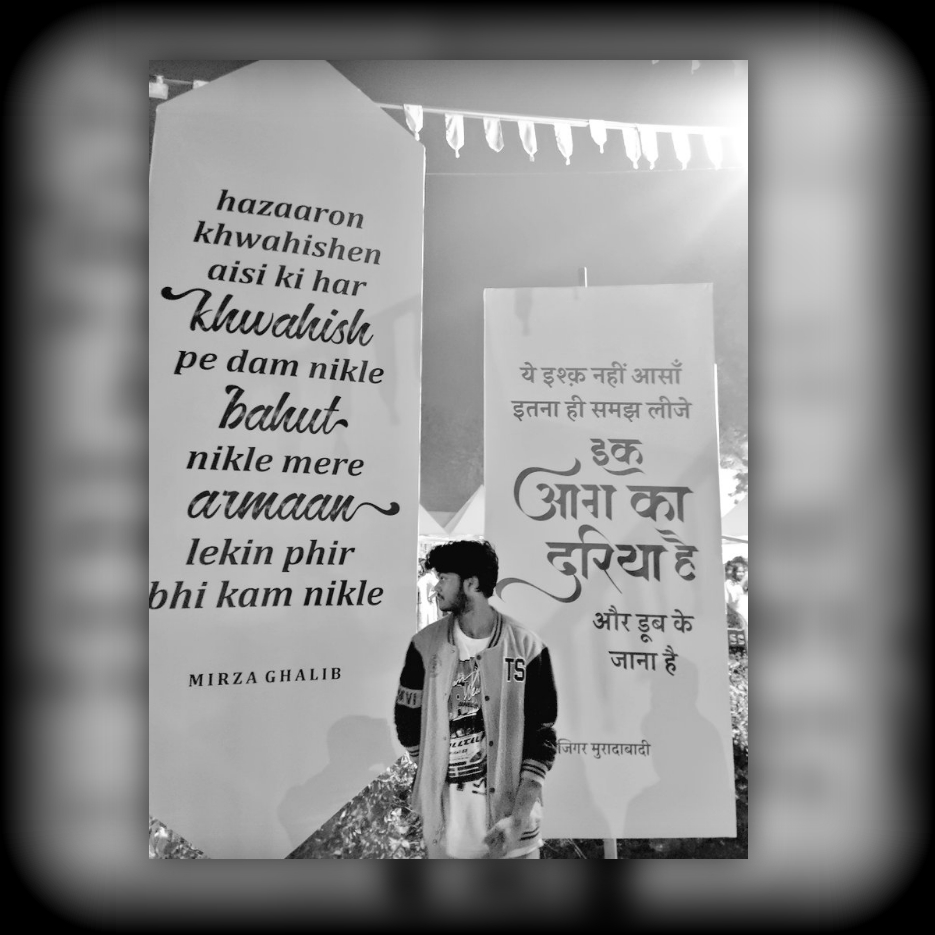 hazaaron
khwahishen
aisi ki har
khwahish
pe dam nikle
bahut
nikle mere
armaan
lekin phir
bhi kam nikle
MIRZA GHALIB
ये इश्क़ नहीं आसाँ
इतना ही समझ लीजे
इक
आग का
दरिया है
और डूब के
जाना है
जिगर मुरादाबादी
TS
XVI